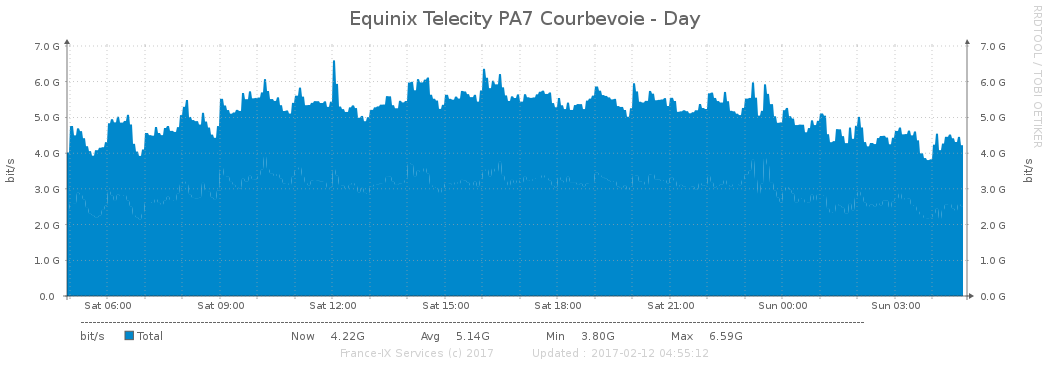 Equinix Telecity PA7 Courbevoie - Day
RRDTOOL / TOBI OETIKER
7.0 G 7.0 G
6.0 G 6.0 G
5.0 G 5.0 G
4.0 G 4.0 G
3.0 G 3.0 G
2.0 G 2.0 G
1.0 G 1.0 G
0.0 0.0 G
bit/s bit/s
Sat 06:00 Sat 09:00 Sat 12:00 Sat 15:00 Sat 18:00 Sat 21:00 Sun 00:00 Sun 03:00
bit/s Total Now 4.22G Avg 5.14G Min 3.80G Max 6.59G
France-IX Services (c) 2017 Updated : 2017-02-12 04:55:12